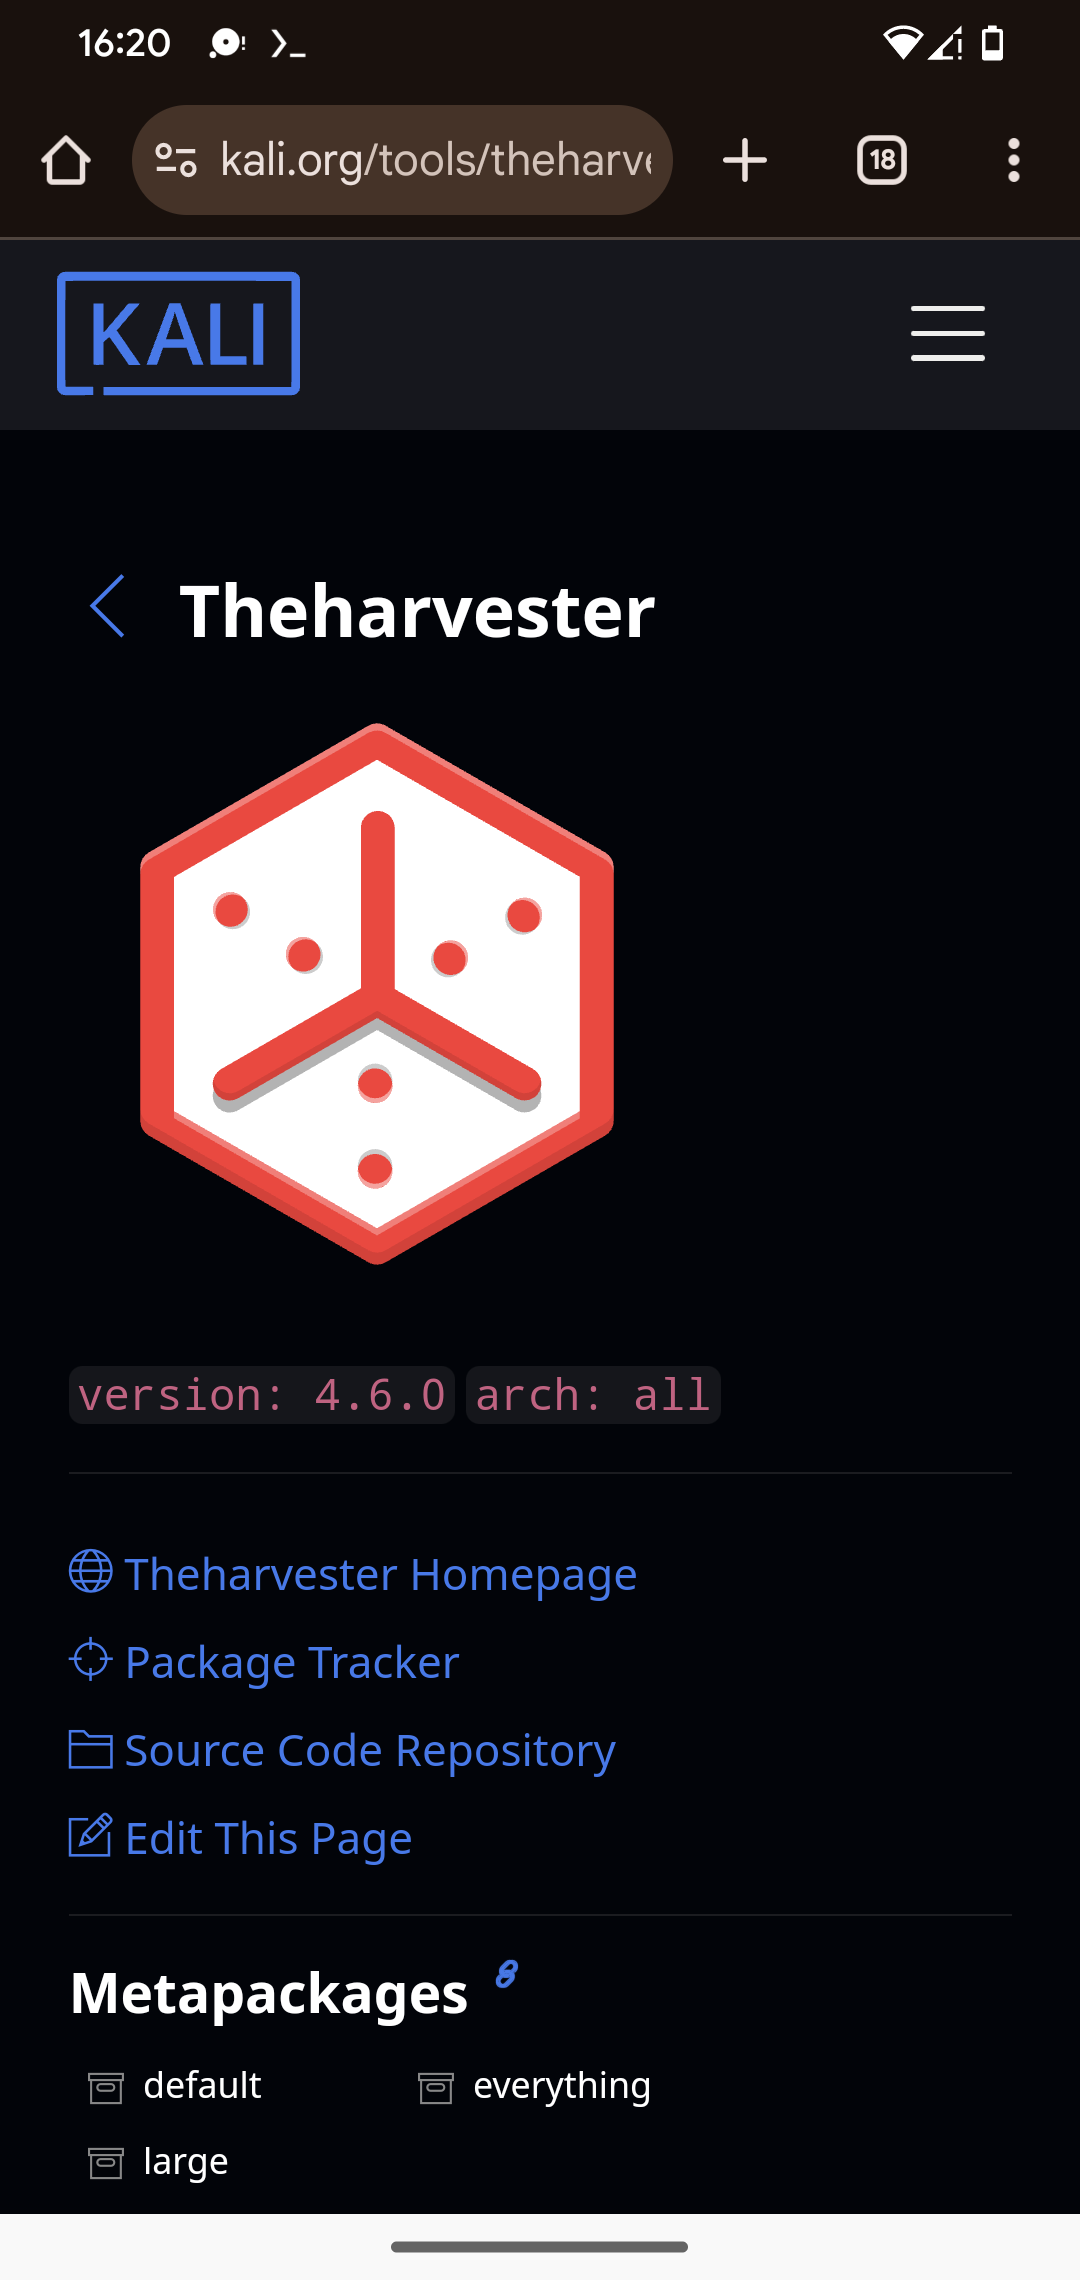 16:20
kali.org/tools/theharve
18
KALI
Theharvester
version: 4.6.0 arch: all
Theharvester Homepage
Package Tracker
Source Code Repository
Edit This Page
Metapackages
default everything
large